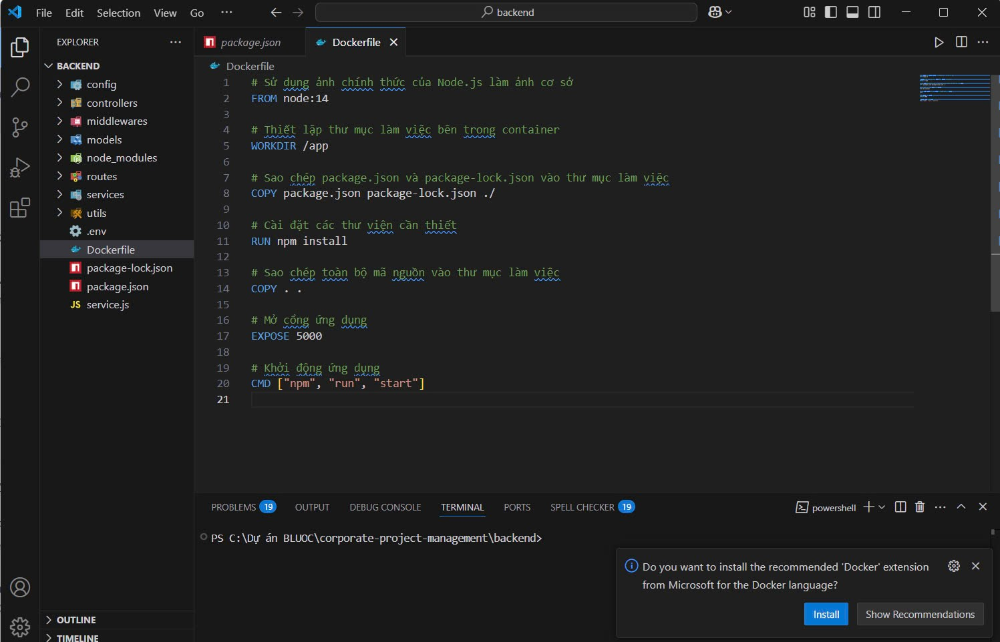 File Edit Selection View Go ··· backend
EXPLORER ···
BACKEND
config
controllers
middlewares
models
node_modules
routes
services
utils
.env
Dockerfile
package-lock.json
package.json
JS service.js
OUTLINE
TIMELINE
package.json Dockerfile
Dockerfile
1 # Sử dụng ảnh chính thức của Node.js làm ảnh cơ sở
2 FROM node:14
3
4 # Thiết lập thư mục làm việc bên trong container
5 WORKDIR /app
6
7 # Sao chép package.json và package-lock.json vào thư mục làm việc
8 COPY package.json package-lock.json ./
9
10 # Cài đặt các thư viện cần thiết
11 RUN npm install
12
13 # Sao chép toàn bộ mã nguồn vào thư mục làm việc
14 COPY . .
15
16 # Mở cổng ứng dụng
17 EXPOSE 5000
18
19 # Khởi động ứng dụng
20 CMD ["npm", "run", "start"]
21
PROBLEMS 19 OUTPUT DEBUG CONSOLE TERMINAL PORTS SPELL CHECKER 19 powershell
PS C:\Dự án BLUOC\corporate-project-management\backend>
Do you want to install the recommended 'Docker' extension
from Microsoft for the Docker language?
Install Show Recommendations